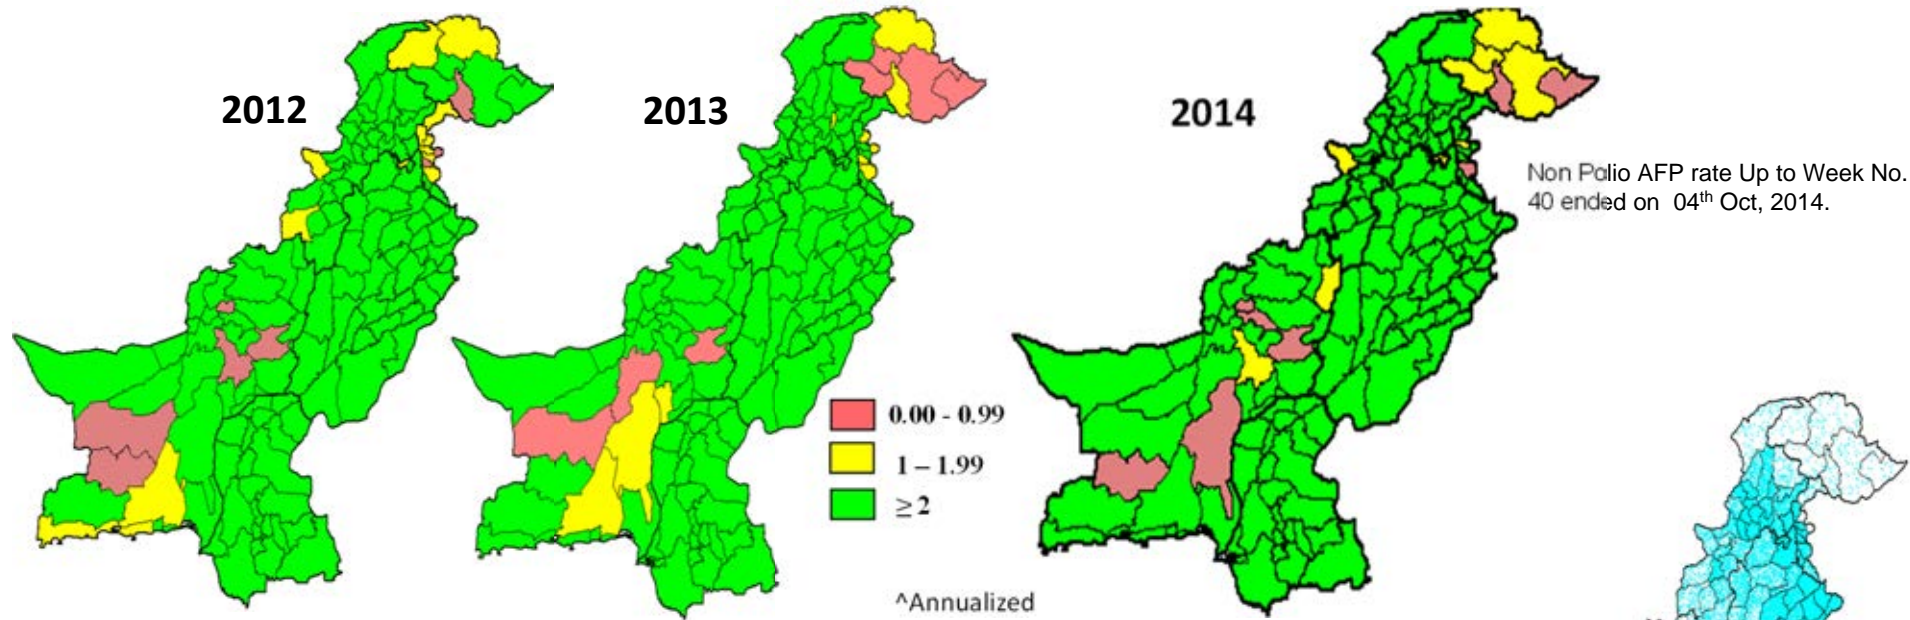 2012
2013
2014
Non Polio AFP rate Up to Week No.
40 ended on 04th Oct, 2014.
0.00 - 0.99
1 – 1.99
≥ 2
^Annualized